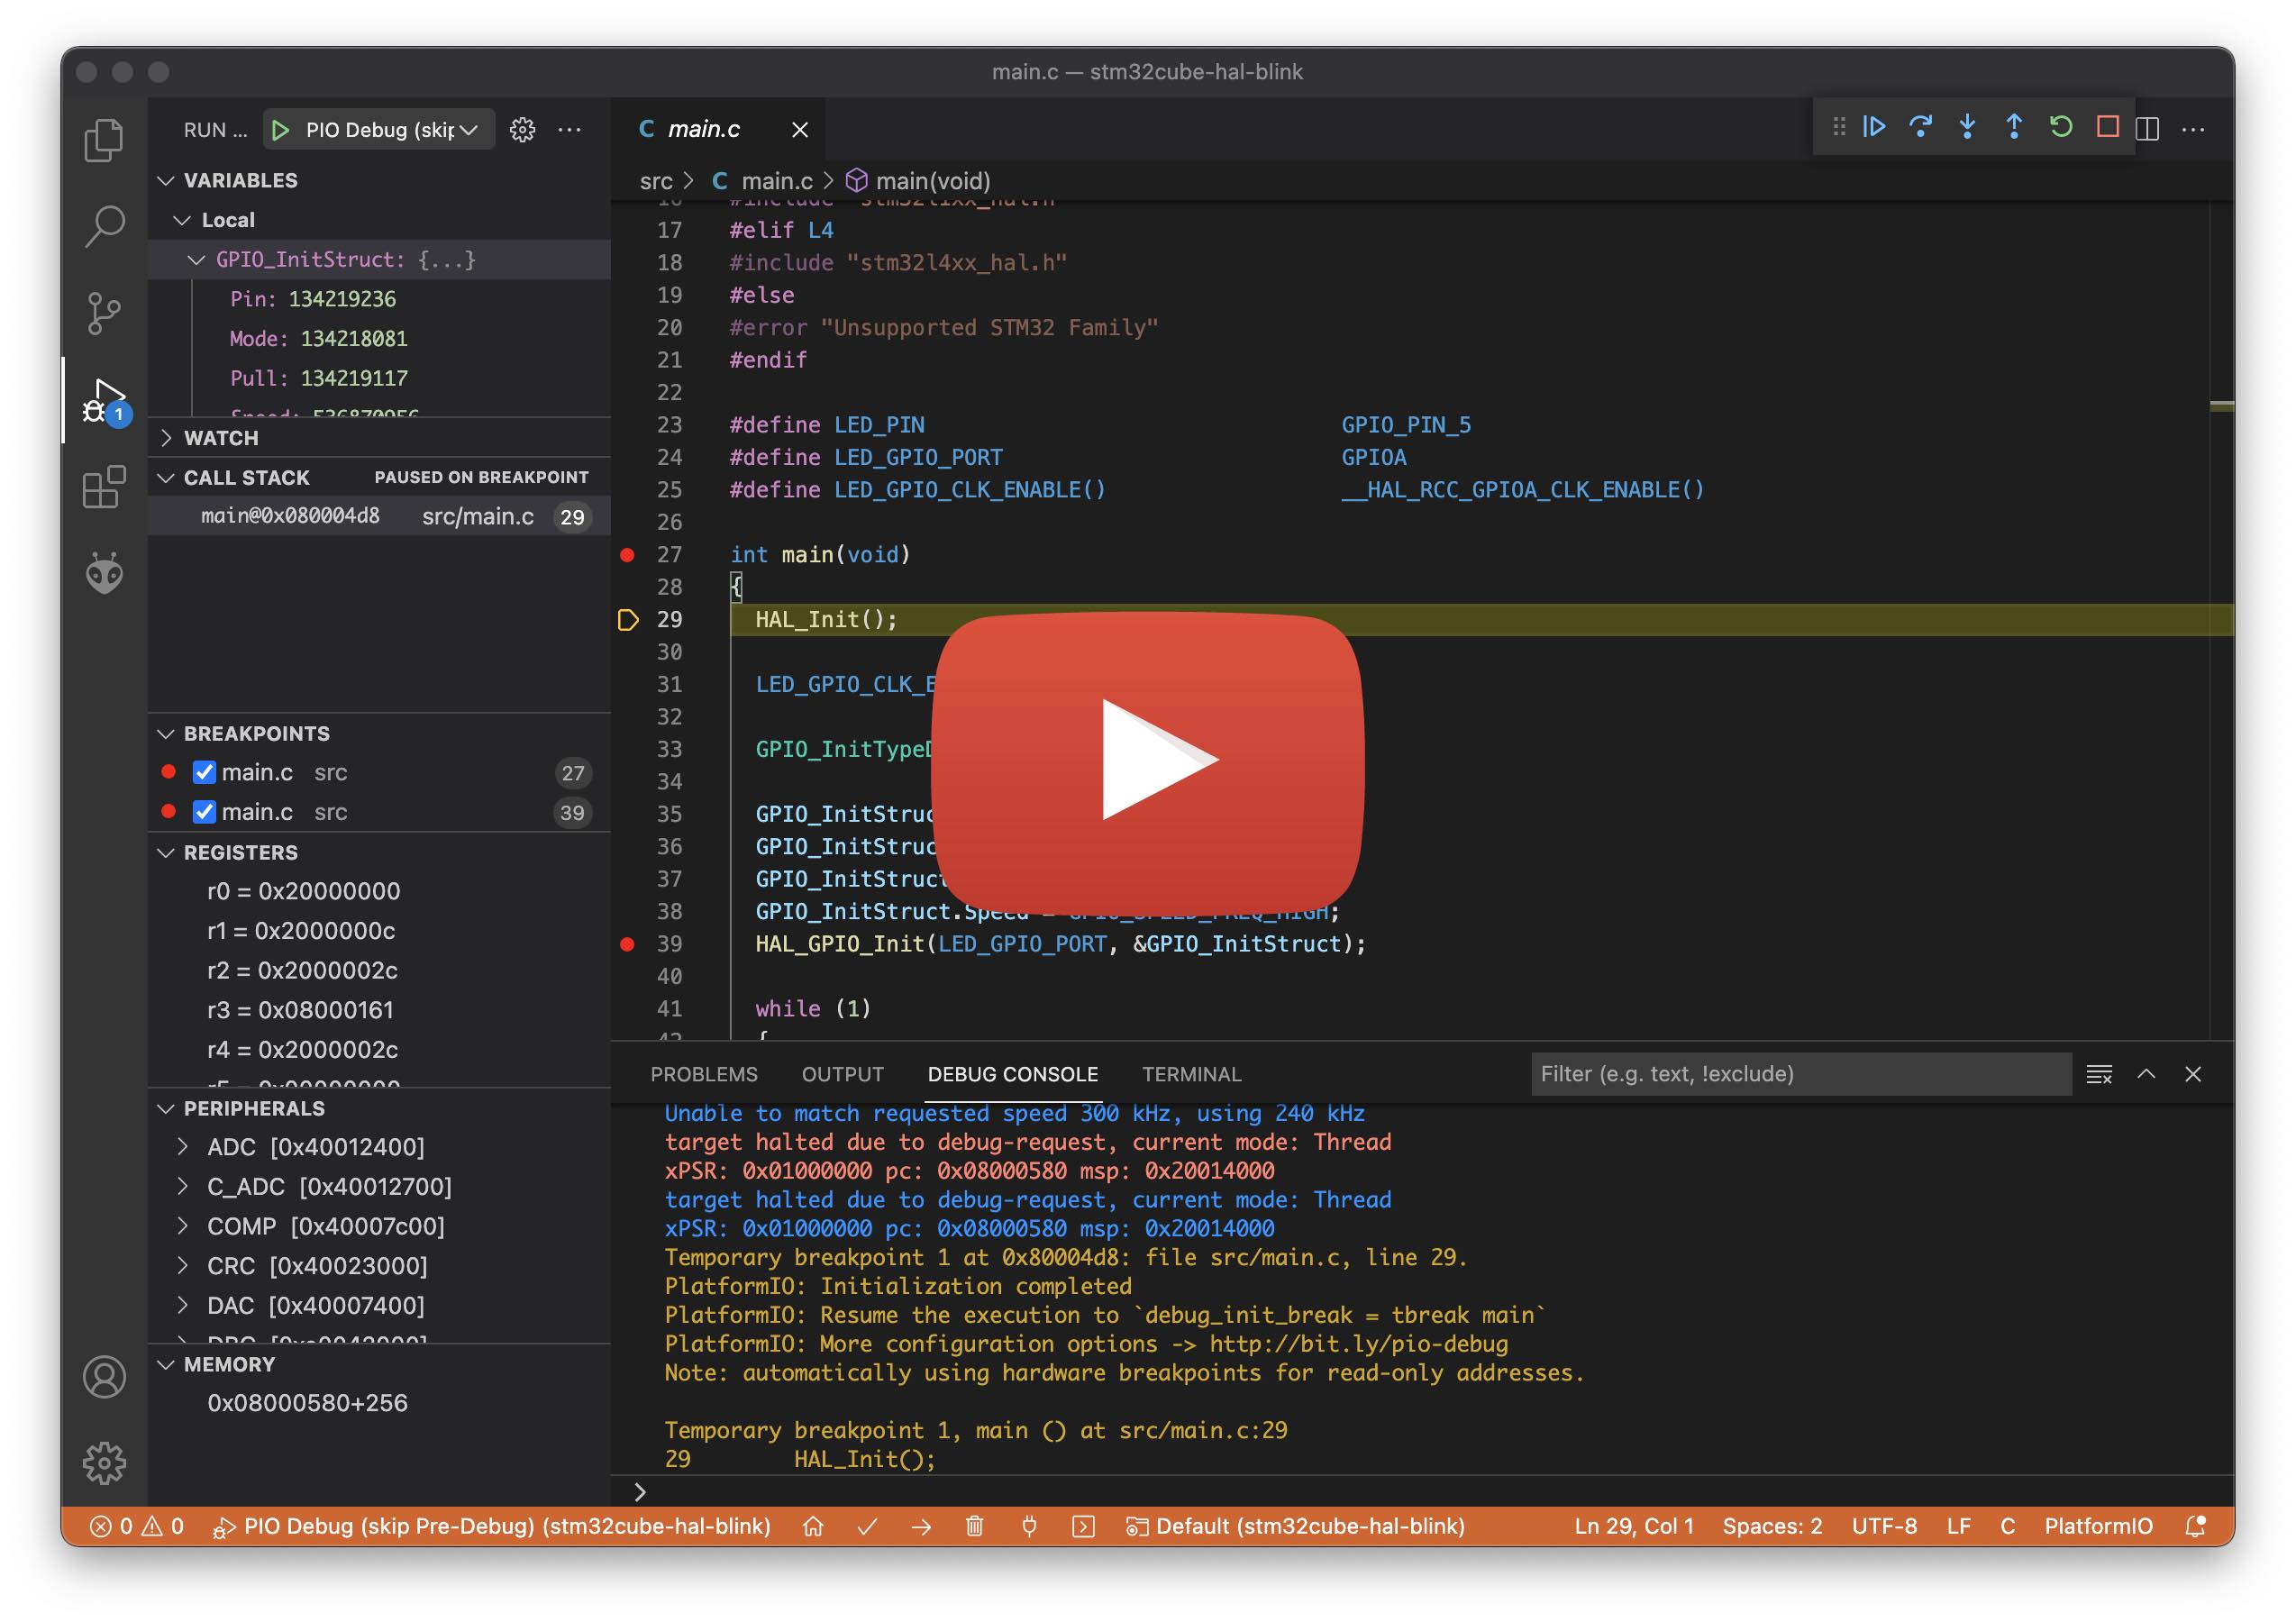 main.c — stm32cube-hal-blink
RUN ...
PIO Debug (skip
VARIABLES
Local
GPIO_InitStruct: {...}
Pin: 134219236
Mode: 134218081
Pull: 134219117
Speed: 536870956
WATCH
CALL STACK PAUSED ON BREAKPOINT
main@0x080004d8 src/main.c 29
1
BREAKPOINTS
main.c src 27
main.c src 39
REGISTERS
r0 = 0x20000000
r1 = 0x2000000c
r2 = 0x2000002c
r3 = 0x08000161
r4 = 0x2000002c
r5 = 0x00000000
PERIPHERALS
ADC [0x40012400]
C_ADC [0x40012700]
COMP [0x40007c00]
CRC [0x40023000]
DAC [0x40007400]
MEMORY
0x08000580+256
C main.c
src > C main.c > main(void)
16 #include "stm32l1xx_hal.h"
17 #elif L4
18 #include "stm32l4xx_hal.h"
19 #else
20 #error "Unsupported STM32 Family"
21 #endif
22
23 #define LED_PIN GPIO_PIN_5
24 #define LED_GPIO_PORT GPIOA
25 #define LED_GPIO_CLK_ENABLE() __HAL_RCC_GPIOA_CLK_ENABLE()
26
27 int main(void)
28 {
29 HAL_Init();
30
31 LED_GPIO_CLK_E
32
33 GPIO_InitTypeD
34
35 GPIO_InitStruc
36 GPIO_InitStruc
37 GPIO_InitStruct
38 GPIO_InitStruct.Speed = GPIO_SPEED_FREQ_HIGH;
39 HAL_GPIO_Init(LED_GPIO_PORT, &GPIO_InitStruct);
40
41 while (1)
42 {
PROBLEMS OUTPUT DEBUG CONSOLE TERMINAL Filter (e.g. text, !exclude)
Unable to match requested speed 300 kHz, using 240 kHz
target halted due to debug-request, current mode: Thread
xPSR: 0x01000000 pc: 0x08000580 msp: 0x20014000
target halted due to debug-request, current mode: Thread
xPSR: 0x01000000 pc: 0x08000580 msp: 0x20014000
Temporary breakpoint 1 at 0x80004d8: file src/main.c, line 29.
PlatformIO: Initialization completed
PlatformIO: Resume the execution to `debug_init_break = tbreak main`
PlatformIO: More configuration options -> http://bit.ly/pio-debug
Note: automatically using hardware breakpoints for read-only addresses.
Temporary breakpoint 1, main () at src/main.c:29
29 HAL_Init();
>
0 0 PIO Debug (skip Pre-Debug) (stm32cube-hal-blink) Default (stm32cube-hal-blink) Ln 29, Col 1 Spaces: 2 UTF-8 LF C PlatformIO